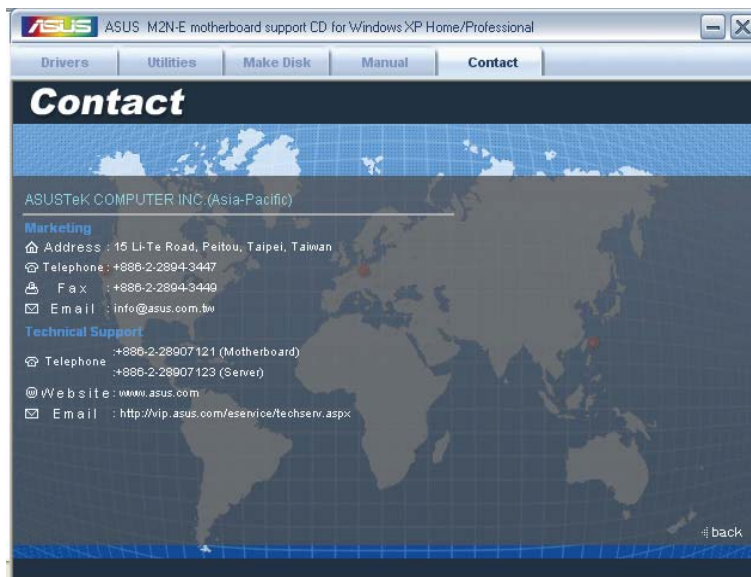 ASUS ASUS M2N-E motherboard support CD for Windows XP Home/Professional
Drivers Utilities Make Disk Manual Contact
Contact
ASUSTeK COMPUTER INC.(Asia-Pacific)
Marketing
Address : 15 Li-Te Road, Peitou, Taipei, Taiwan
Telephone : +886-2-2894-3447
Fax : +886-2-2894-3449
Email : info@asus.com.tw
Technical Support
Telephone :+886-2-28907121 (Motherboard)
:+886-2-28907123 (Server)
Website : www.asus.com
Email : http://vip.asus.com/eservice/techserv.aspx
back